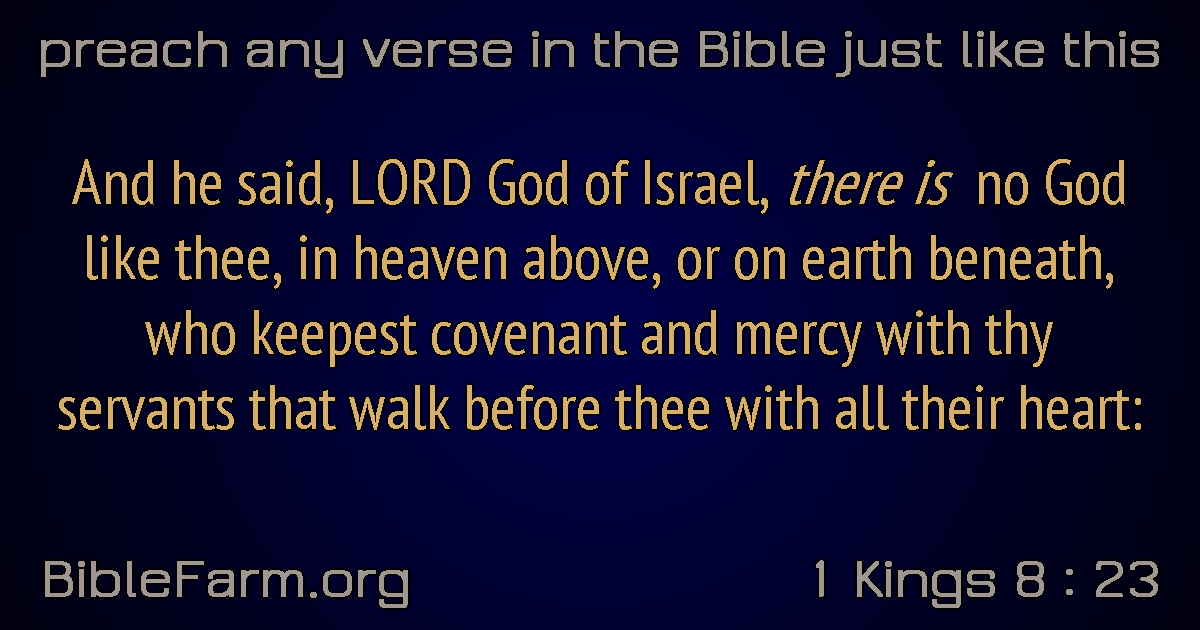 preach any verse in the Bible just like this
And he said, LORD God of Israel, there is no God
like thee, in heaven above, or on earth beneath,
who keepest covenant and mercy with thy
servants that walk before thee with all their heart:
BibleFarm.org
1 Kings 8 : 23